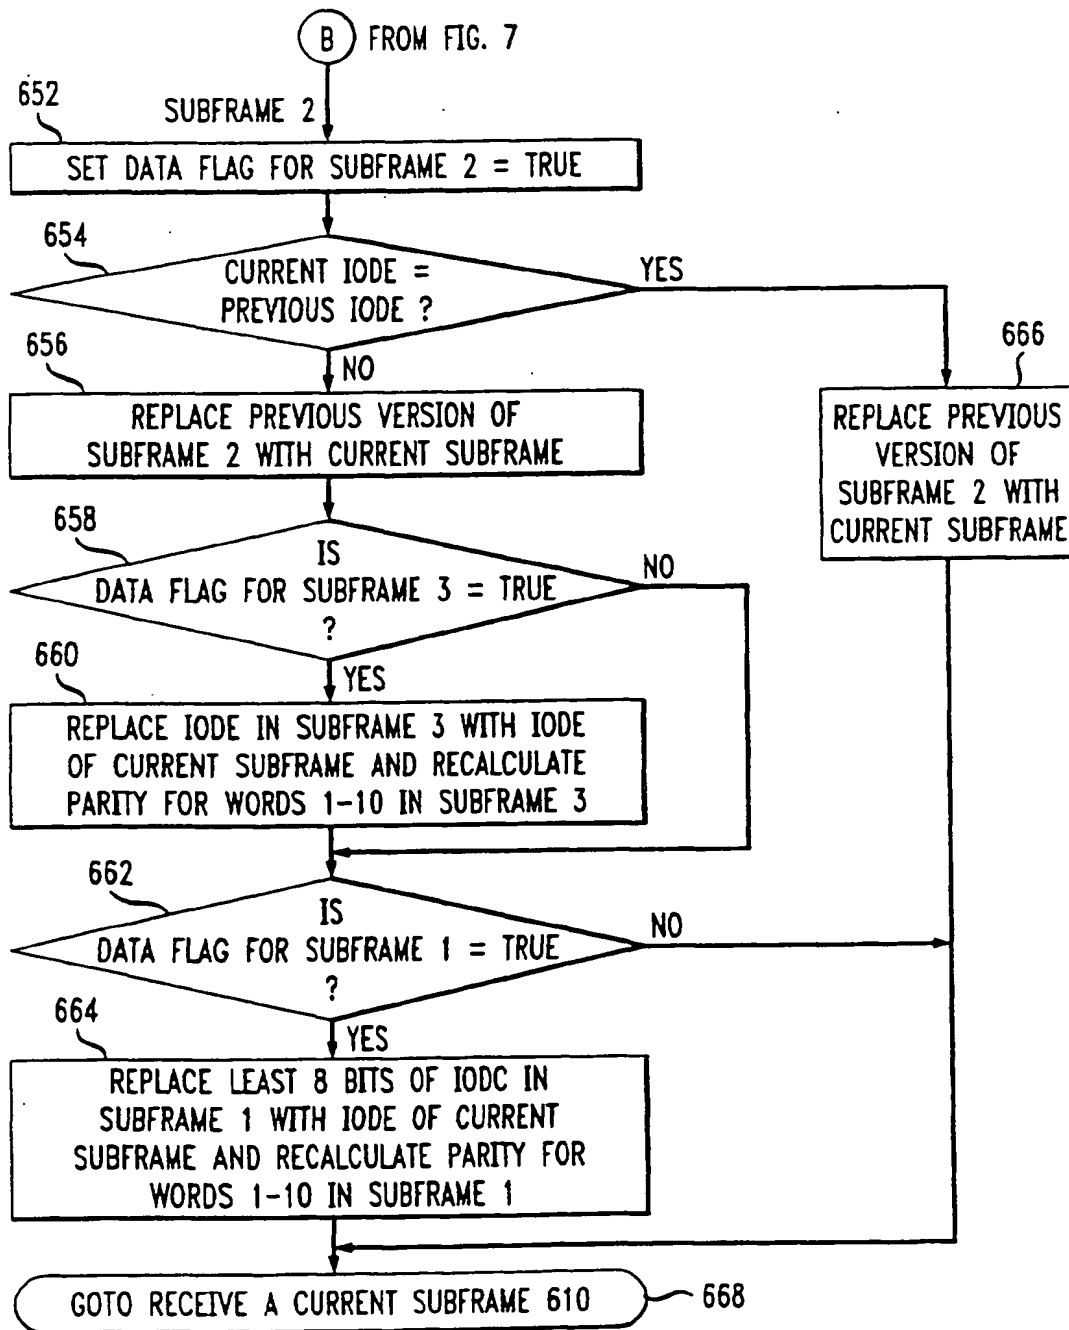 B FROM FIG. 7
652
SUBFRAME 2
SET DATA FLAG FOR SUBFRAME 2 = TRUE
654
CURRENT IODE =
PREVIOUS IODE ?
YES
NO
656
REPLACE PREVIOUS VERSION OF
SUBFRAME 2 WITH CURRENT SUBFRAME
666
REPLACE PREVIOUS
VERSION OF
SUBFRAME 2 WITH
CURRENT SUBFRAME
658
IS
DATA FLAG FOR SUBFRAME 3 = TRUE
?
NO
YES
660
REPLACE IODE IN SUBFRAME 3 WITH IODE
OF CURRENT SUBFRAME AND RECALCULATE
PARITY FOR WORDS 1-10 IN SUBFRAME 3
662
IS
DATA FLAG FOR SUBFRAME 1 = TRUE
?
NO
YES
664
REPLACE LEAST 8 BITS OF IODC IN
SUBFRAME 1 WITH IODE OF CURRENT
SUBFRAME AND RECALCULATE PARITY FOR
WORDS 1-10 IN SUBFRAME 1
GOTO RECEIVE A CURRENT SUBFRAME 610
668